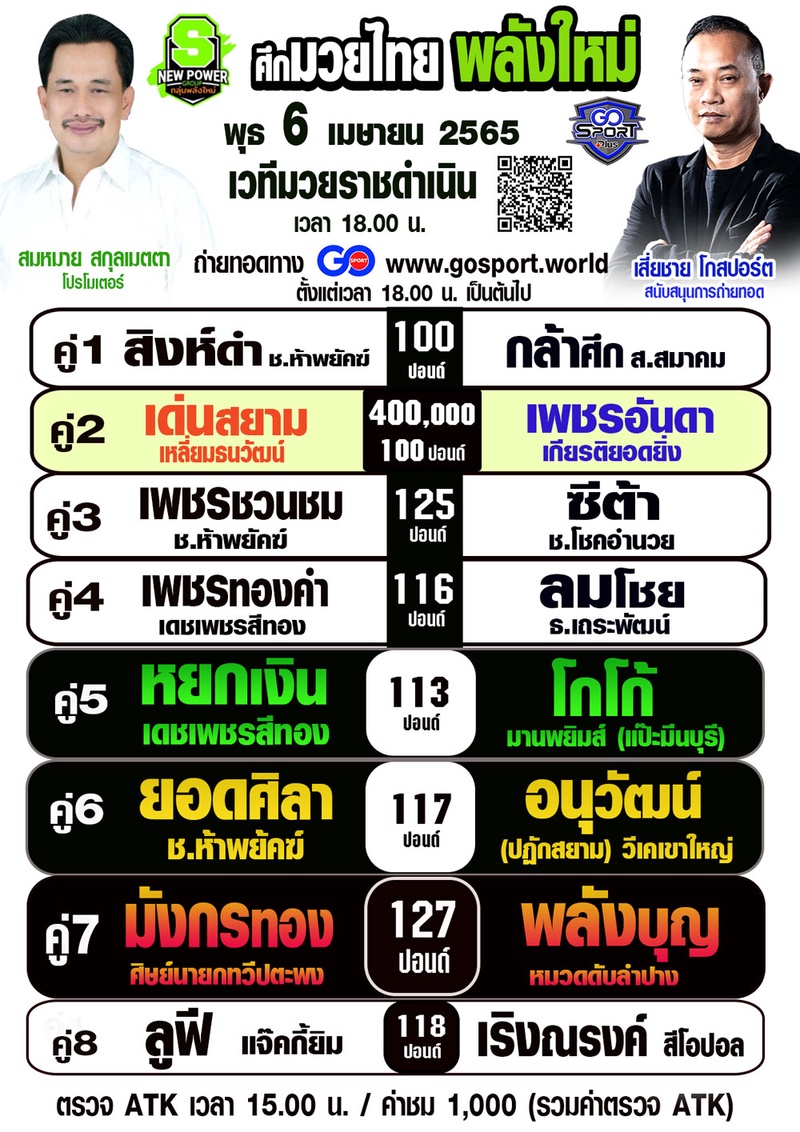 S
NEW POWER
GROUP
กลุ่มพลังใหม่
ศึกมวยไทย พลังใหม่
พุธ 6 เมษายน 2565
GO
SPORT
เวทีมวยราชดำเนิน
เวลา 18.00 น.
สมหมาย สกุลเมตตา
โปรโมเตอร์
ถ่ายทอดทาง GO SPORT www.gosport.world
ตั้งแต่เวลา 18.00 น. เป็นต้นไป
เสี่ยชาย โกสปอร์ต
สนับสนุนการถ่ายทอด
คู่1 สิงห์ดำ ช.ห้าพยัคฆ์ 100 ปอนด์ กล้าศึก ส.สมาคม
คู่2 เด่นสยาม 400,000 เพชรอันดา
เหลี่ยมธนวัฒน์ 100 ปอนด์ เกียรติยอดยิ่ง
คู่3 เพชรชวนชม 125 ซีต้า
ช.ห้าพยัคฆ์ ปอนด์ ช.โชคอำนวย
คู่4 เพชรทองคำ 116 ลมโชย
เดชเพชรสีทอง ปอนด์ ธ.เถระพัฒน์
คู่5 หยกเงิน 113 โกโก้
เดชเพชรสีทอง ปอนด์ มานพยิมส์ (แป๊ะมีนบุรี)
คู่6 ยอดศิลา 117 อนุวัฒน์
ช.ห้าพยัคฆ์ ปอนด์ (ปฏักสยาม) วีเคเขาใหญ่
คู่7 มังกรทอง 127 พลังบุญ
ศิษย์นายกทวีปตะพง ปอนด์ หมวดดับลำปาง
คู่8 ลูฟี แจ๊คกี้ยิม 118 ปอนด์ เริงณรงค์ สีโอปอล
ตรวจ ATK เวลา 15.00 น. / ค่าชม 1,000 (รวมค่าตรวจ ATK)